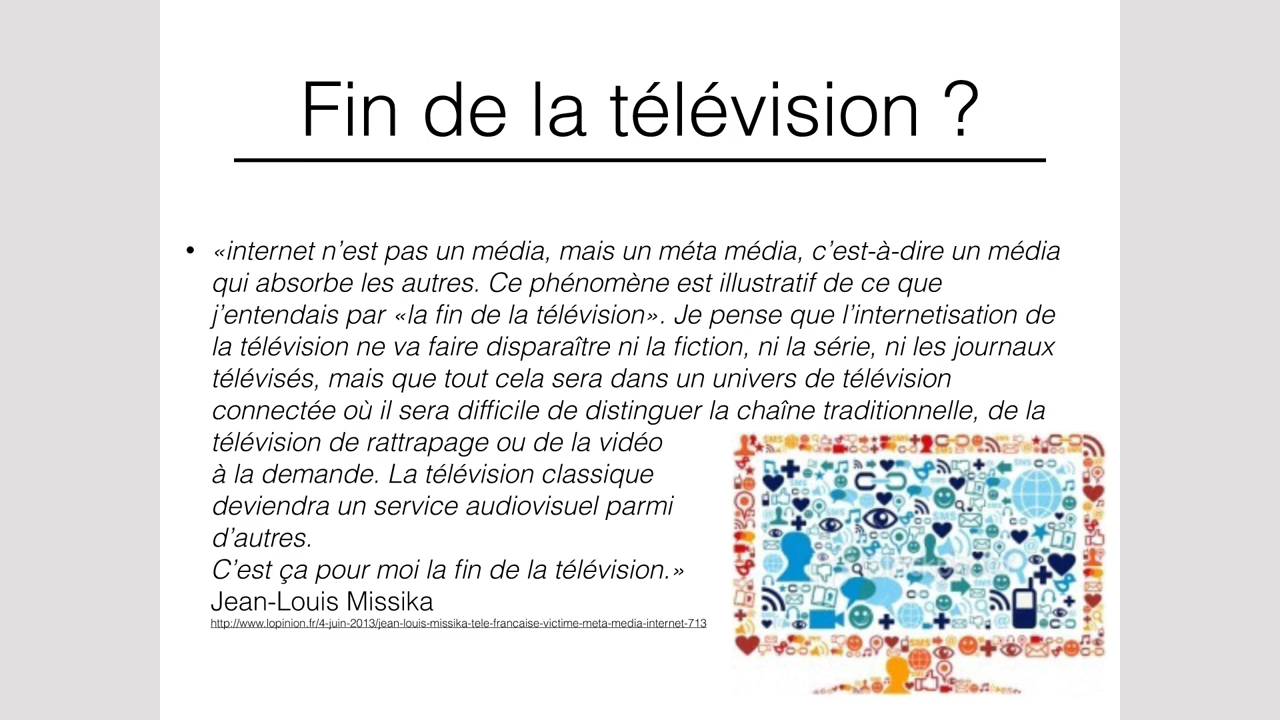 Fin de la télévision ?
• «internet n’est pas un média, mais un méta média, c’est-à-dire un média
qui absorbe les autres. Ce phénomène est illustratif de ce que
j’entendais par «la fin de la télévision». Je pense que l’internetisation de
la télévision ne va faire disparaître ni la fiction, ni la série, ni les journaux
télévisés, mais que tout cela sera dans un univers de télévision
connectée où il sera difficile de distinguer la chaîne traditionnelle, de la
télévision de rattrapage ou de la vidéo
à la demande. La télévision classique
deviendra un service audiovisuel parmi
d’autres.
C’est ça pour moi la fin de la télévision.»
Jean-Louis Missika
http://www.lopinion.fr/4-juin-2013/jean-louis-missika-tele-francaise-victime-meta-media-internet-713
SMS
SMS
SMS
SMS
SMS
SMS